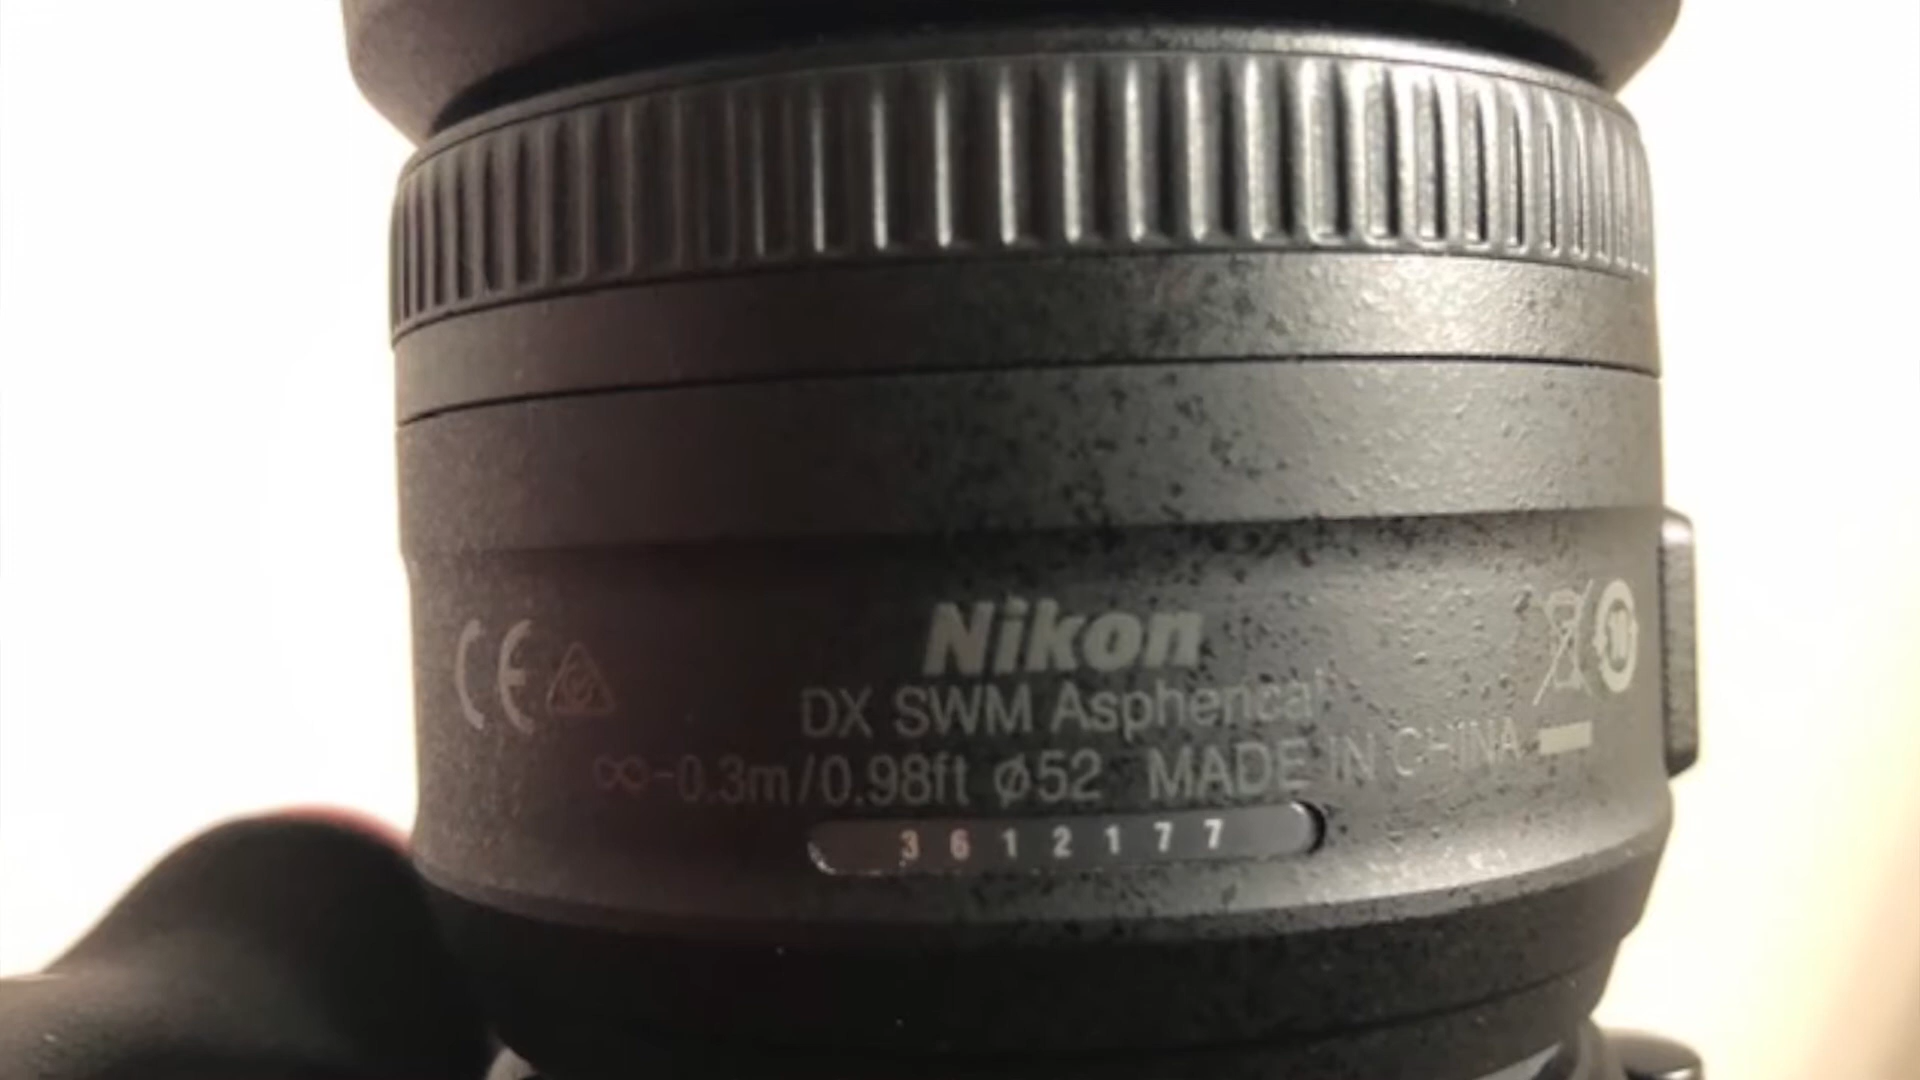 Nikon
CE
DX SWM Aspherical
∞-0.3m/0.98ft ⌀52 MADE IN CHINA
3612177